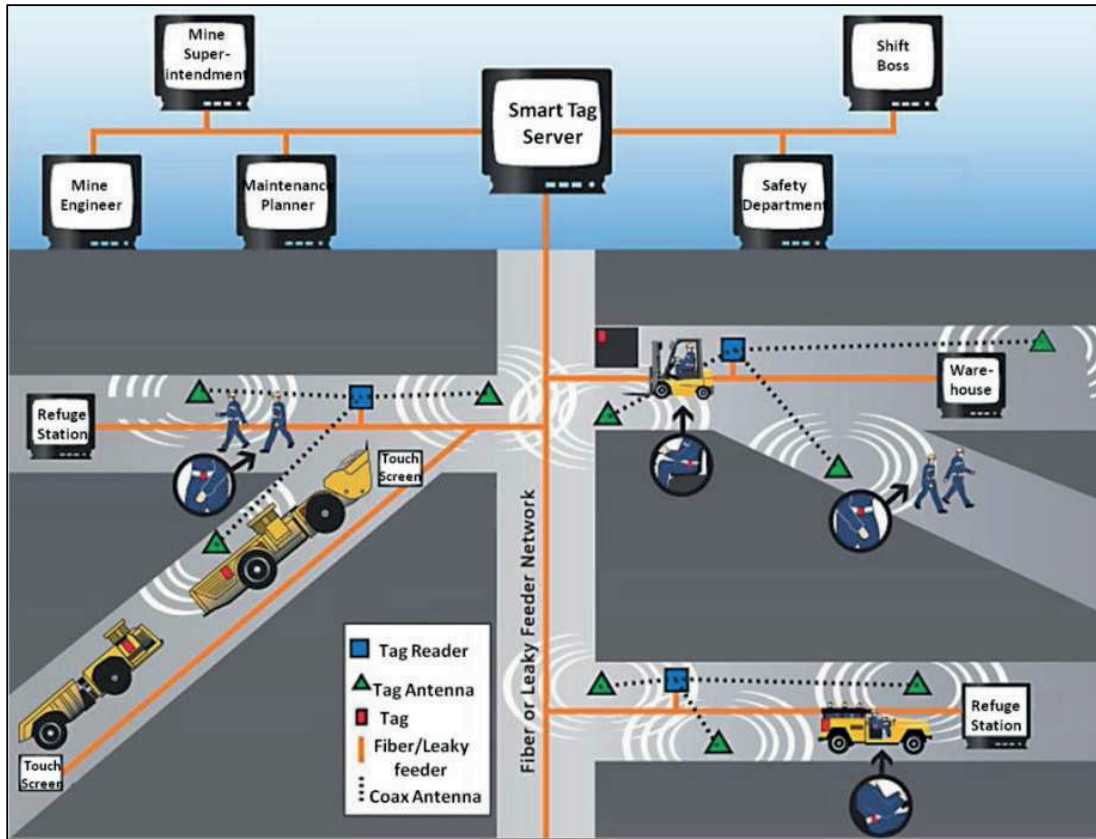 Mine
Super-
intendment
Shift
Boss
Smart Tag
Server
Mine
Engineer
Maintenance
Planner
Safety
Department
Ware-
house
Refuge
Station
Touch
Screen
Fiber or Leaky Feeder Network
Tag Reader
Tag Antenna
Tag
Fiber/Leaky
feeder
Coax Antenna
Refuge
Station
Touch
Screen